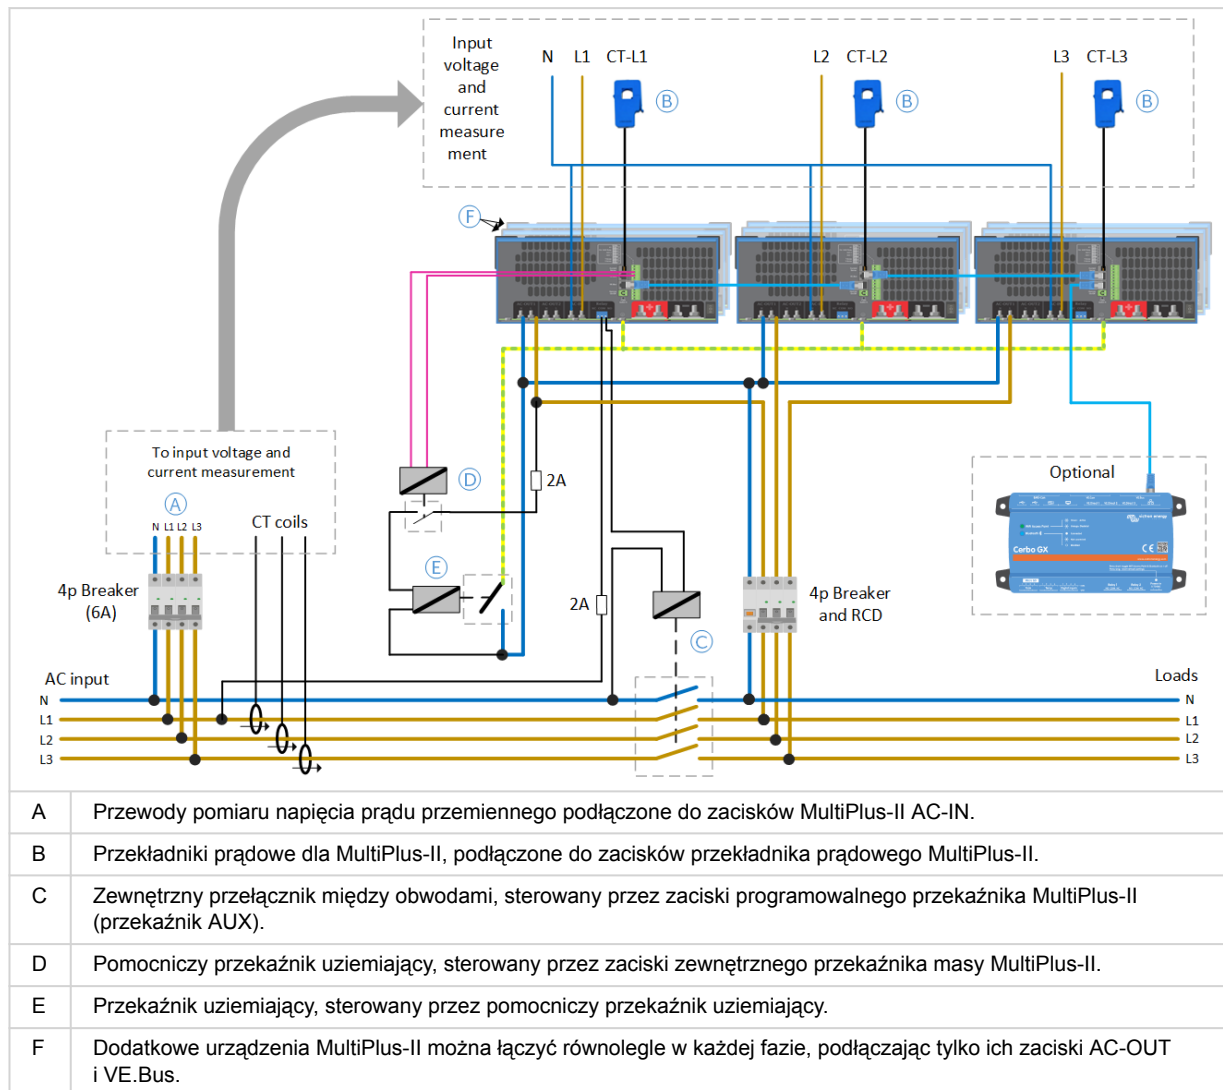 Input
voltage
and
current
measure
ment
N L1 CT-L1
L2 CT-L2
L3 CT-L3
B
B
B
F
To input voltage and
current measurement
A
N L1 L2 L3
CT coils
4p Breaker
(6A)
D
2A
E
2A
C
4p Breaker
and RCD
Optional
Cerbo GX
AC input
N
L1
L2
L3
Loads
N
L1
L2
L3
A Przewody pomiaru napięcia prądu przemiennego podłączone do zacisków MultiPlus-II AC-IN.
B Przekładniki prądowe dla MultiPlus-II, podłączone do zacisków przekładnika prądowego MultiPlus-II.
C Zewnętrzny przełącznik między obwodami, sterowany przez zaciski programowalnego przekaźnika MultiPlus-II
(przekaźnik AUX).
D Pomocniczy przekaźnik uziemiający, sterowany przez zaciski zewnętrznego przekaźnika masy MultiPlus-II.
E Przekaźnik uziemiający, sterowany przez pomocniczy przekaźnik uziemiający.
F Dodatkowe urządzenia MultiPlus-II można łączyć równolegle w każdej fazie, podłączając tylko ich zaciski AC-OUT
i VE.Bus.